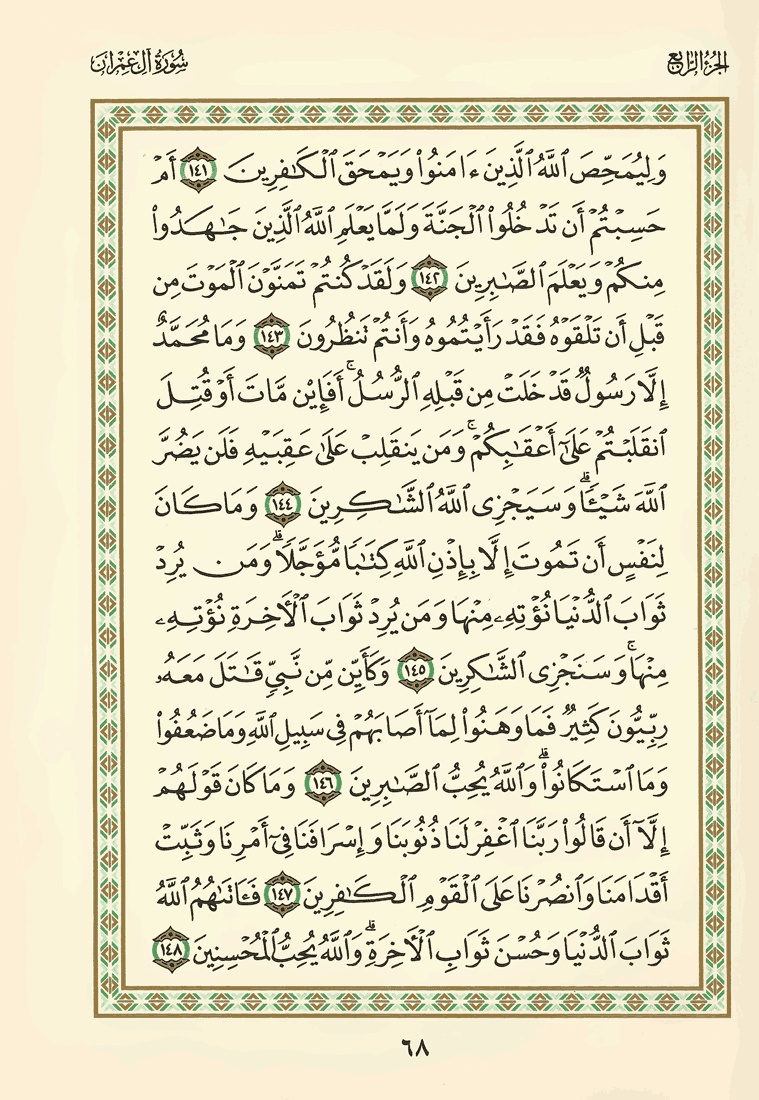 الجزء الرابع
سورة آل عمران
وَلِيُمَحِّصَ ٱللَّهُ ٱلَّذِينَ ءَامَنُوا۟ وَيَمْحَقَ ٱلْكَـٰفِرِينَ ١٤١ أَمْ
حَسِبْتُمْ أَن تَدْخُلُوا۟ ٱلْجَنَّةَ وَلَمَّا يَعْلَمِ ٱللَّهُ ٱلَّذِينَ جَـٰهَدُوا۟
مِنكُمْ وَيَعْلَمَ ٱلصَّـٰبِرِينَ ١٤٢ وَلَقَدْ كُنتُمْ تَمَنَّوْنَ ٱلْمَوْتَ مِن
قَبْلِ أَن تَلْقَوْهُ فَقَدْ رَأَيْتُمُوهُ وَأَنتُمْ تَنظُرُونَ ١٤٣ وَمَا مُحَمَّدٌ
إِلَّا رَسُولٌ قَدْ خَلَتْ مِن قَبْلِهِ ٱلرُّسُلُ ۚ أَفَإِي۟ن مَّاتَ أَوْ قُتِلَ
ٱنقَلَبْتُمْ عَلَىٰٓ أَعْقَـٰبِكُمْ ۚ وَمَن يَنقَلِبْ عَلَىٰ عَقِبَيْهِ فَلَن يَضُرَّ
ٱللَّهَ شَيْـًٔا ۗ وَسَيَجْزِى ٱللَّهُ ٱلشَّـٰكِرِينَ ١٤٤ وَمَا كَانَ
لِنَفْسٍ أَن تَمُوتَ إِلَّا بِإِذْنِ ٱللَّهِ كِتَـٰبًا مُّؤَجَّلًا ۗ وَمَن يُرِدْ
ثَوَابَ ٱلدُّنْيَا نُؤْتِهِۦ مِنْهَا وَمَن يُرِدْ ثَوَابَ ٱلْـَٔاخِرَةِ نُؤْتِهِۦ
مِنْهَا ۚ وَسَنَجْزِى ٱلشَّـٰكِرِينَ ١٤٥ وَكَأَيِّن مِّن نَّبِىٍّ قَـٰتَلَ مَعَهُۥ
رِبِّيُّونَ كَثِيرٌ فَمَا وَهَنُوا۟ لِمَآ أَصَابَهُمْ فِى سَبِيلِ ٱللَّهِ وَمَا ضَعُفُوا۟
وَمَا ٱسْتَكَانُوا۟ ۗ وَٱللَّهُ يُحِبُّ ٱلصَّـٰبِرِينَ ١٤٦ وَمَا كَانَ قَوْلَهُمْ
إِلَّآ أَن قَالُوا۟ رَبَّنَا ٱغْفِرْ لَنَا ذُنُوبَنَا وَإِسْرَافَنَا فِىٓ أَمْرِنَا وَثَبِّتْ
أَقْدَامَنَا وَٱنصُرْنَا عَلَى ٱلْقَوْمِ ٱلْكَـٰفِرِينَ ١٤٧ فَـَٔاتَىٰهُمُ ٱللَّهُ
ثَوَابَ ٱلدُّنْيَا وَحُسْنَ ثَوَابِ ٱلْـَٔاخِرَةِ ۗ وَٱللَّهُ يُحِبُّ ٱلْمُحْسِنِينَ ١٤٨
٦٨